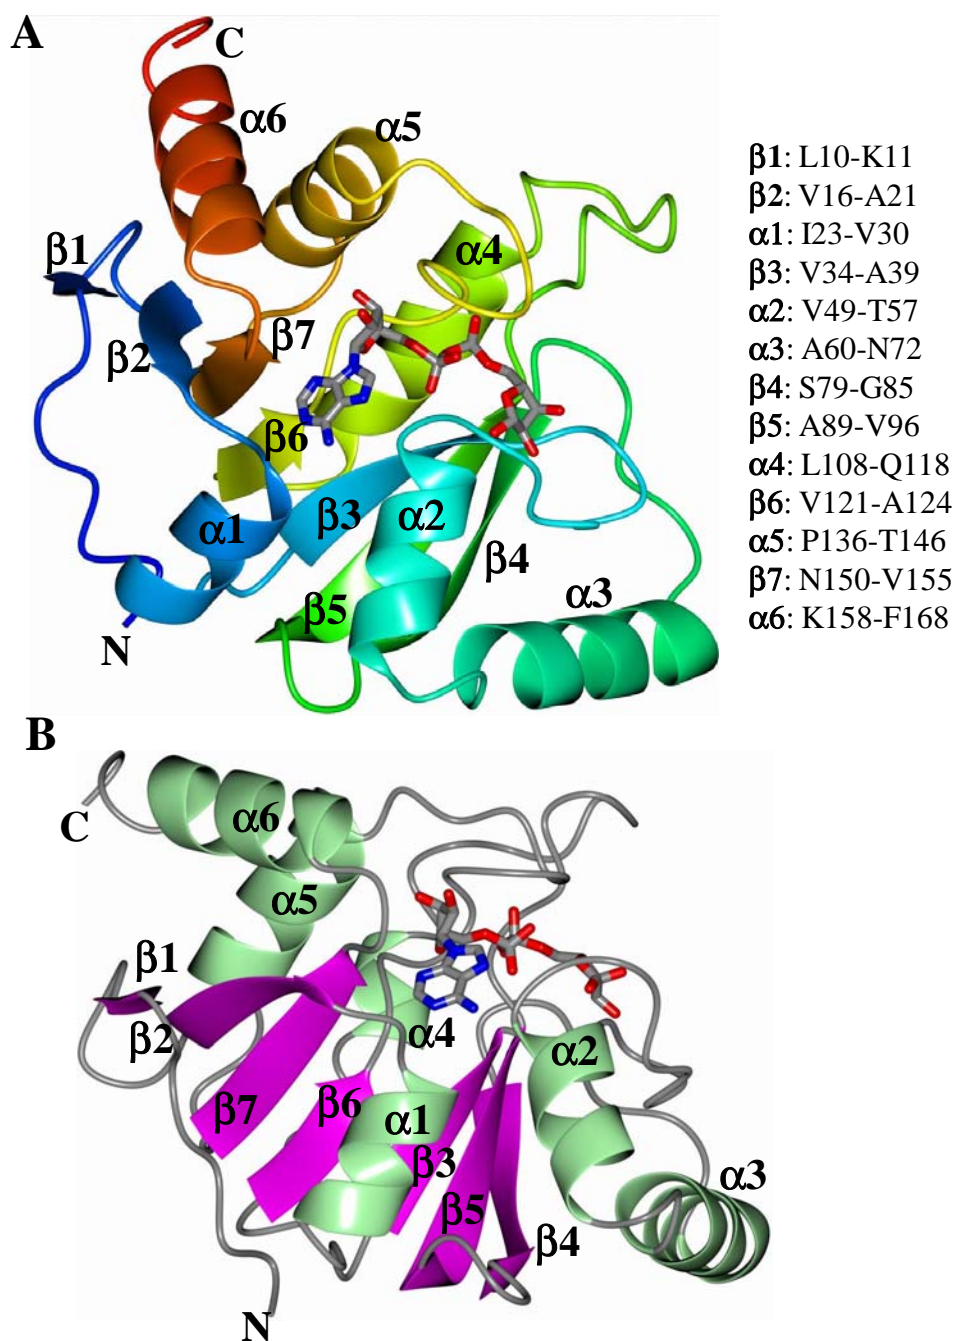 A
C
α6
α5
β1
α4
β2
β7
β6
α1
β3
α2
β4
β5
α3
N
β1: L10-K11
β2: V16-A21
α1: I23-V30
β3: V34-A39
α2: V49-T57
α3: A60-N72
β4: S79-G85
β5: A89-V96
α4: L108-Q118
β6: V121-A124
α5: P136-T146
β7: N150-V155
α6: K158-F168
B
C
α6
α5
β1
β2
α4
α2
β7
β6
α1
β3
α3
β5
β4
N